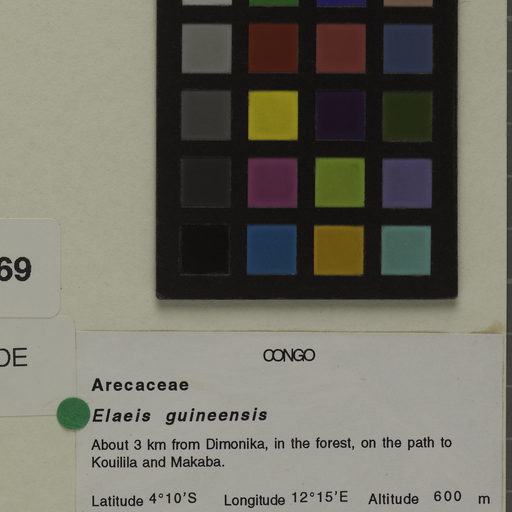 69
DE
CONGO
Arecaceae
Elaeis guineensis
About 3 km from Dimonika, in the forest, on the path to
Kouilila and Makaba.
Latitude 4°10'S Longitude 12°15'E Altitude 600 m